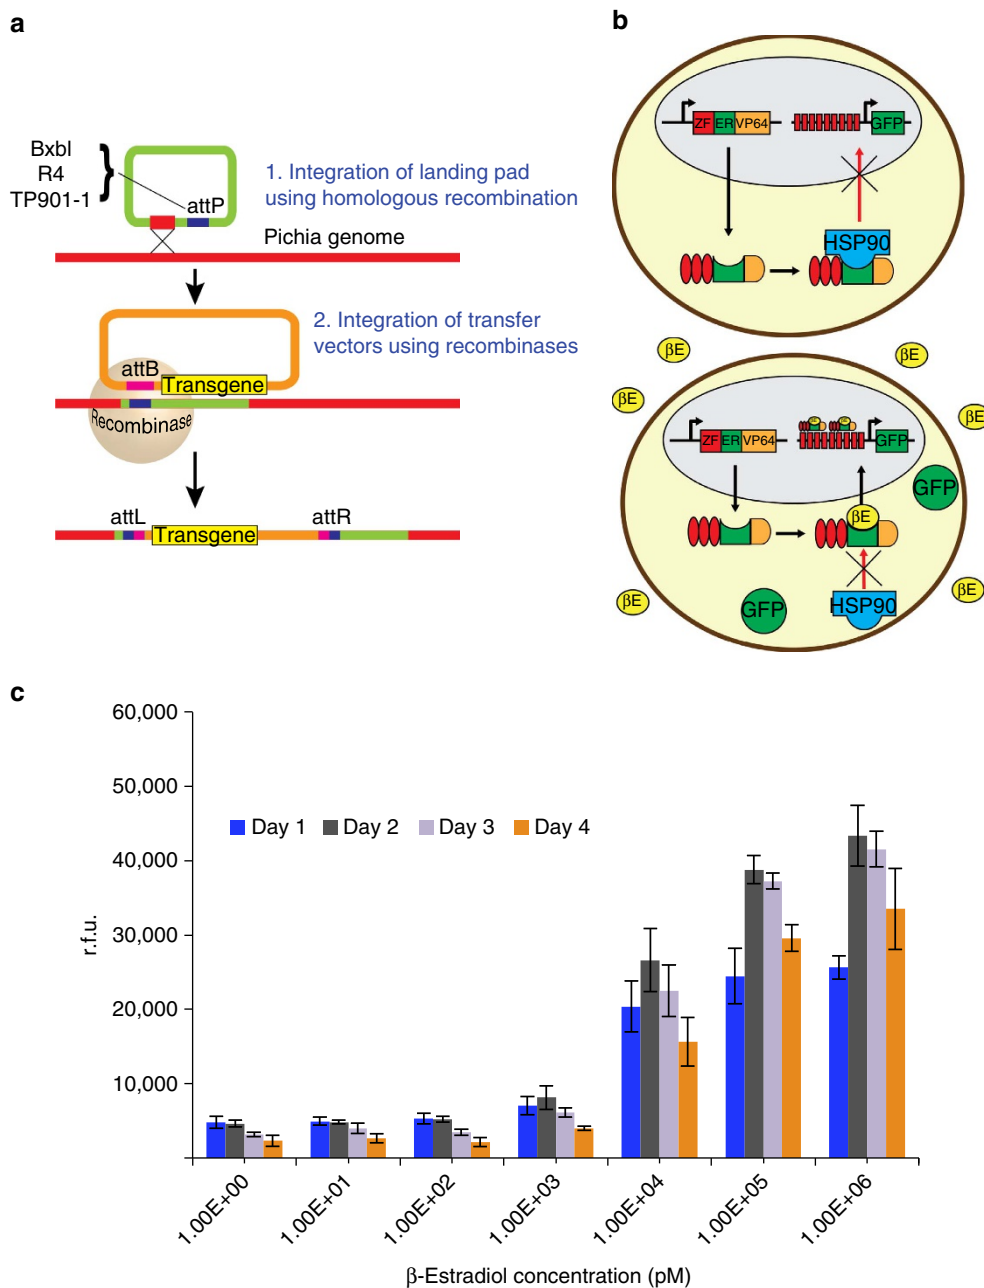 a
BxbI
R4
TP901-1
}
attP
1. Integration of landing pad
using homologous recombination
Pichia genome
2. Integration of transfer
vectors using recombinases
attB
Transgene
Recombinase
attL
Transgene
attR
b
ZF ER VP64
GFP
HSP90
βE
βE
βE
βE
ZF ER VP64
GFP
GFP
βE
HSP90
GFP
βE
βE
c
60,000
50,000
40,000
30,000
20,000
10,000
r.f.u.
Day 1 Day 2 Day 3 Day 4
1.00E+00
1.00E+01
1.00E+02
1.00E+03
1.00E+04
1.00E+05
1.00E+06
β-Estradiol concentration (pM)